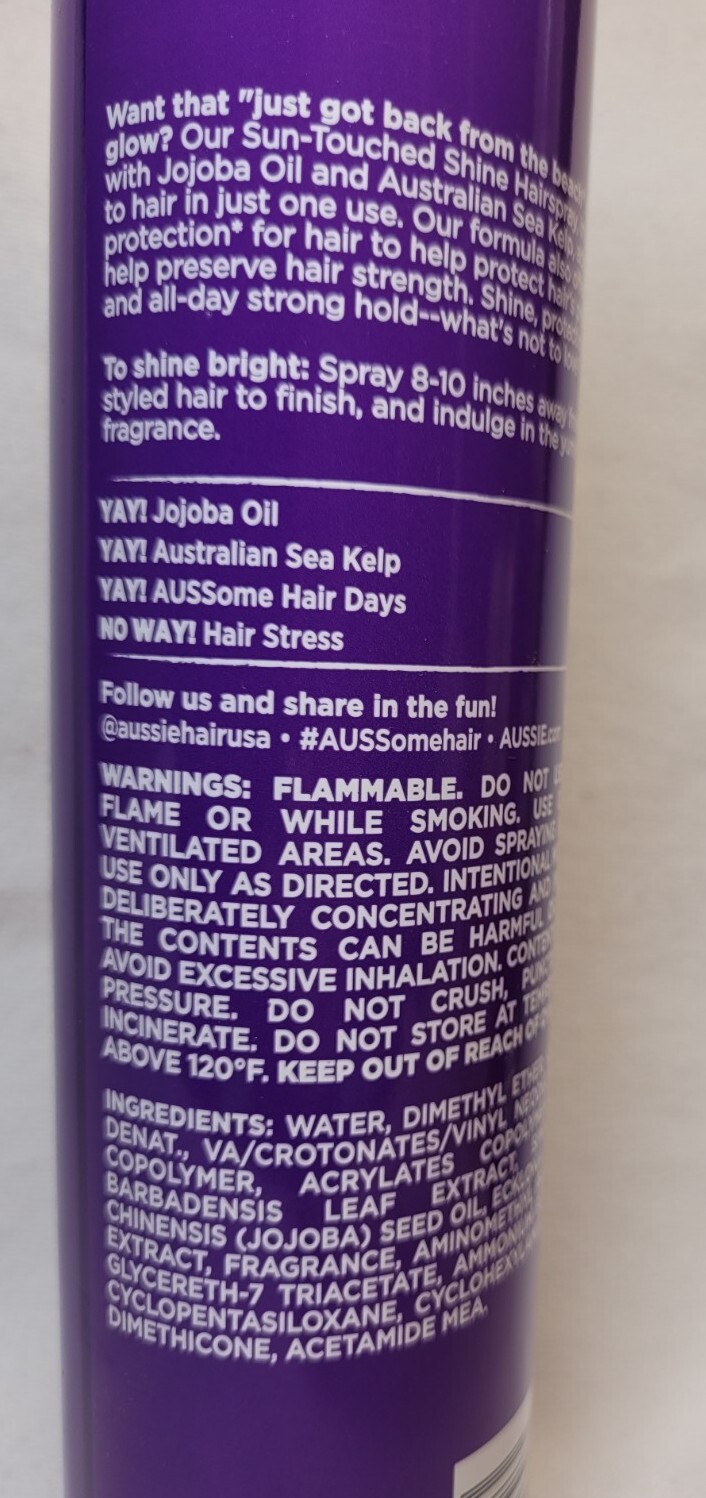 Want that "just got back from the beach
glow? Our Sun-Touched Shine Hairspray
with Jojoba Oil and Australian Sea Kelp
to hair in just one use. Our formula also
protection* for hair to help protect hair's
help preserve hair strength. Shine,
and all-day strong hold--what's not to
To shine bright: Spray 8-10 inches away
styled hair to finish, and indulge in the
fragrance.
YAY! Jojoba Oil
YAY! Australian Sea Kelp
YAY! AUSSome Hair Days
NO WAY! Hair Stress
Follow us and share in the fun!
@aussiehairusa • #AUSSomehair • AUSSIE.com
WARNINGS: FLAMMABLE. DO NOT
FLAME OR WHILE SMOKING. USE
VENTILATED AREAS. AVOID SPRAYING
USE ONLY AS DIRECTED. INTENTIONAL
DELIBERATELY CONCENTRATING AND
THE CONTENTS CAN BE HARMFUL
AVOID EXCESSIVE INHALATION.
PRESSURE. DO NOT CRUSH,
INCINERATE. DO NOT STORE AT
ABOVE 120°F. KEEP OUT OF REACH OF
INGREDIENTS: WATER, DIMETHYL ETHER
DENAT., VA/CROTONATES/VINYL
COPOLYMER, ACRYLATES
BARBADENSIS LEAF EXTRACT,
CHINENSIS (JOJOBA) SEED OIL,
EXTRACT, FRAGRANCE,
GLYCERETH-7 TRIACETATE,
CYCLOPENTASILOXANE,
DIMETHICONE, ACETAMIDE MEA.